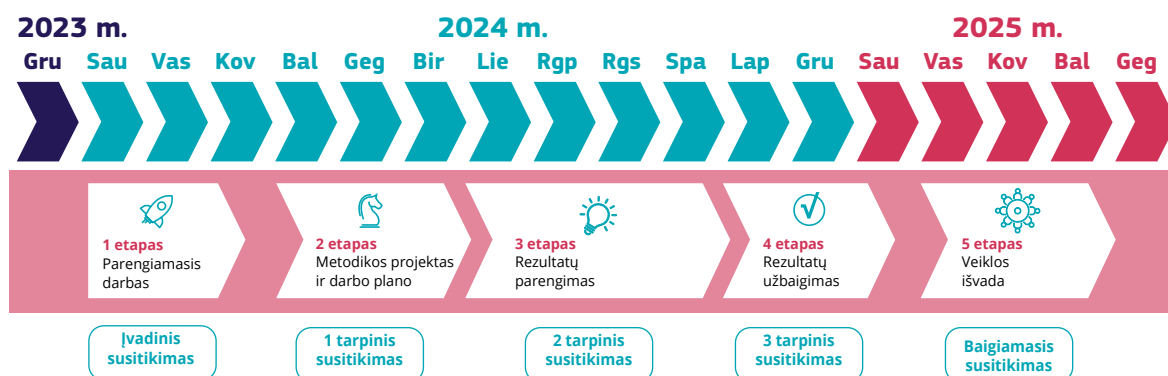 2023 m. 2024 m. 2025 m.
Gru Sau Vas Kov Bal Geg Bir Lie Rgp Rgs Spa Lap Gru Sau Vas Kov Bal Geg
1 etapas
Parengiamasis
darbas
2 etapas
Metodikos projektas
ir darbo plano
3 etapas
Rezultatų
parengimas
4 etapas
Rezultatų
užbaigimas
5 etapas
Veiklos
išvada
Įvadinis
susitikimas
1 tarpinis
susitikimas
2 tarpinis
susitikimas
3 tarpinis
susitikimas
Baigiamasis
susitikimas